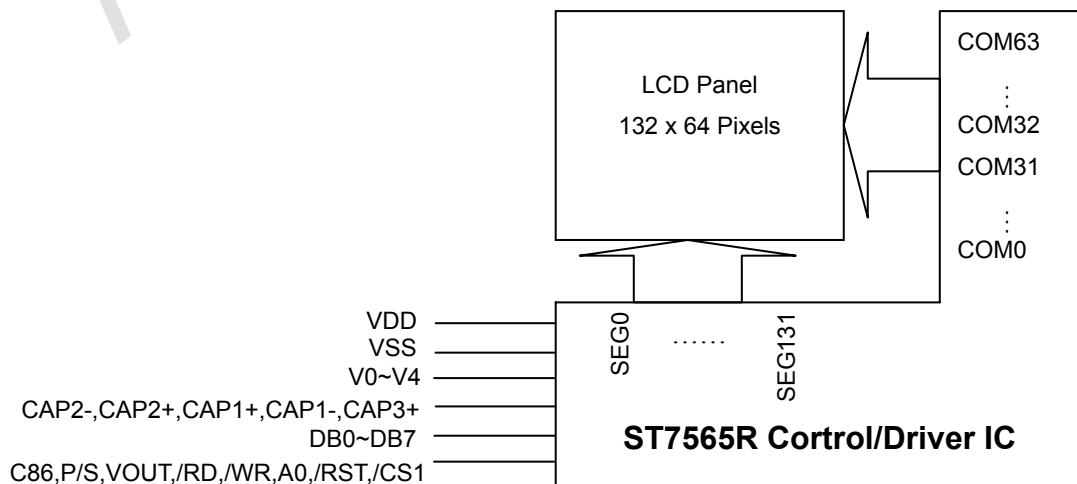 LCD Panel
132 x 64 Pixels
COM63
⋮
COM32
COM31
⋮
COM0
SEG0
......
SEG131
VDD
VSS
V0~V4
CAP2-,CAP2+,CAP1+,CAP1-,CAP3+
DB0~DB7
C86,P/S,VOUT,/RD,/WR,A0,/RST,/CS1
ST7565R Cortrol/Driver IC